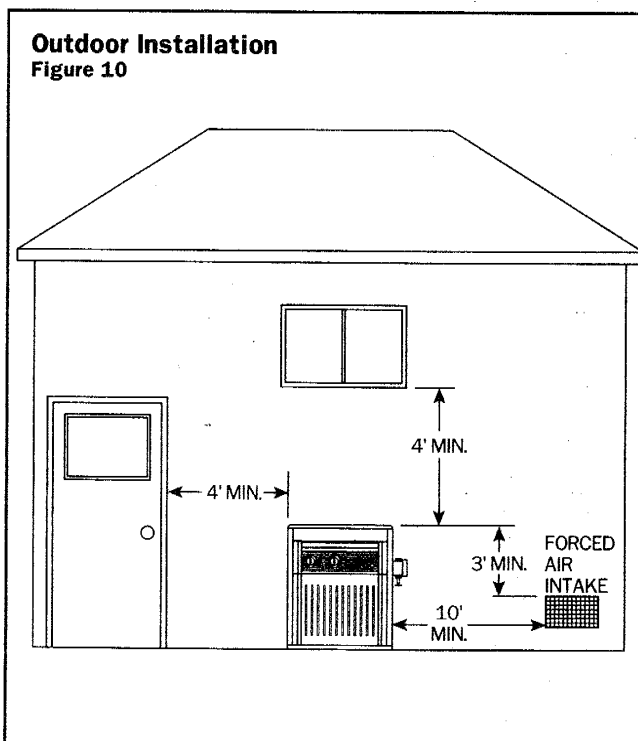 Outdoor Installation
Figure 10
4' MIN.
4' MIN.
3' MIN.
FORCED
AIR
INTAKE
10'
MIN.